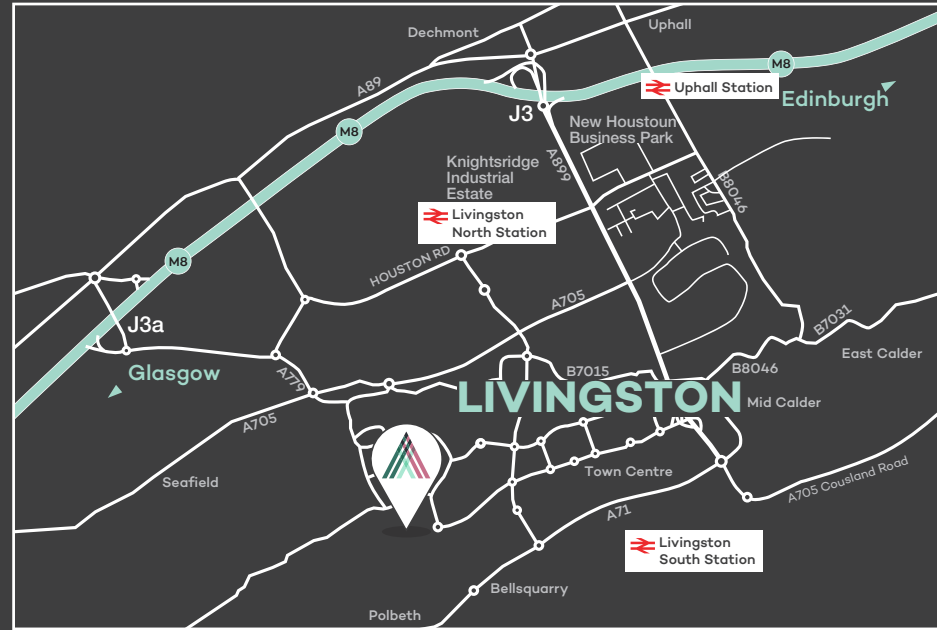 Dechmont
Uphall
A89
M8
Uphall Station
Edinburgh
J3
M8
New Houstoun
Business Park
A899
Knightsridge
Industrial
Estate
B8046
Livingston
North Station
M8
HOUSTON RD
A705
J3a
B7031
East Calder
Glasgow
A779
B7015
B8046
LIVINGSTON
Mid Calder
A705
Seafield
Town Centre
A705 Cousland Road
A71
Livingston
South Station
Bellsquarry
Polbeth